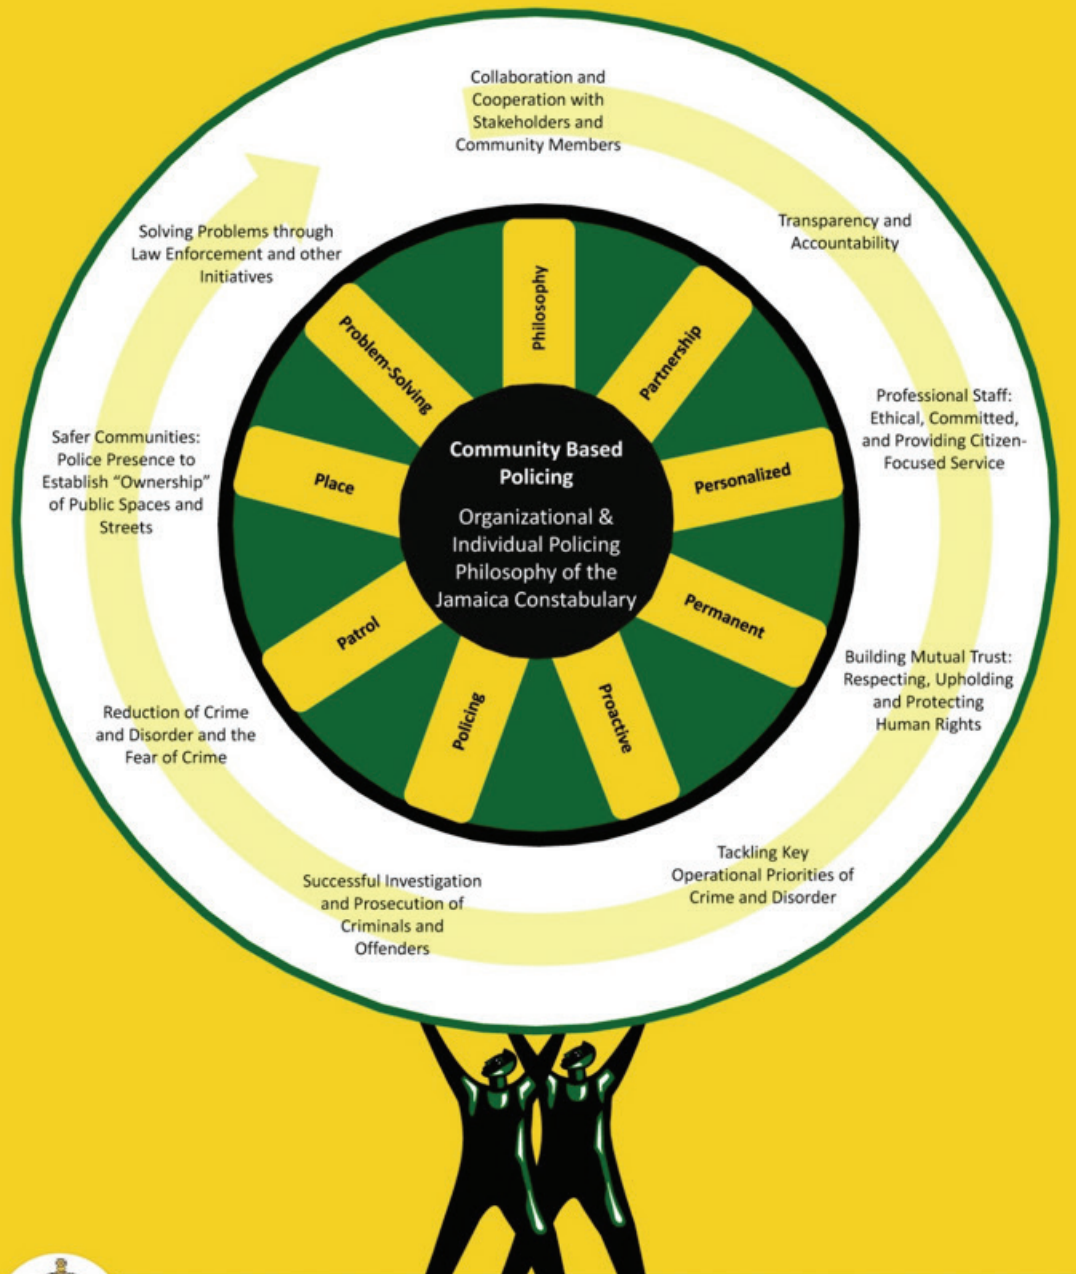 Collaboration and
Cooperation with
Stakeholders and
Community Members
Transparency and
Accountability
Professional Staff:
Ethical, Committed,
and Providing Citizen-
Focused Service
Building Mutual Trust:
Respecting, Upholding
and Protecting
Human Rights
Tackling Key
Operational Priorities of
Crime and Disorder
Successful Investigation
and Prosecution of
Criminals and
Offenders
Reduction of Crime
and Disorder and the
Fear of Crime
Safer Communities:
Police Presence to
Establish “Ownership”
of Public Spaces and
Streets
Solving Problems through
Law Enforcement and other
Initiatives
Philosophy
Partnership
Personalized
Permanent
Proactive
Policing
Patrol
Place
Problem-Solving
Community Based
Policing
Organizational &
Individual Policing
Philosophy of the
Jamaica Constabulary